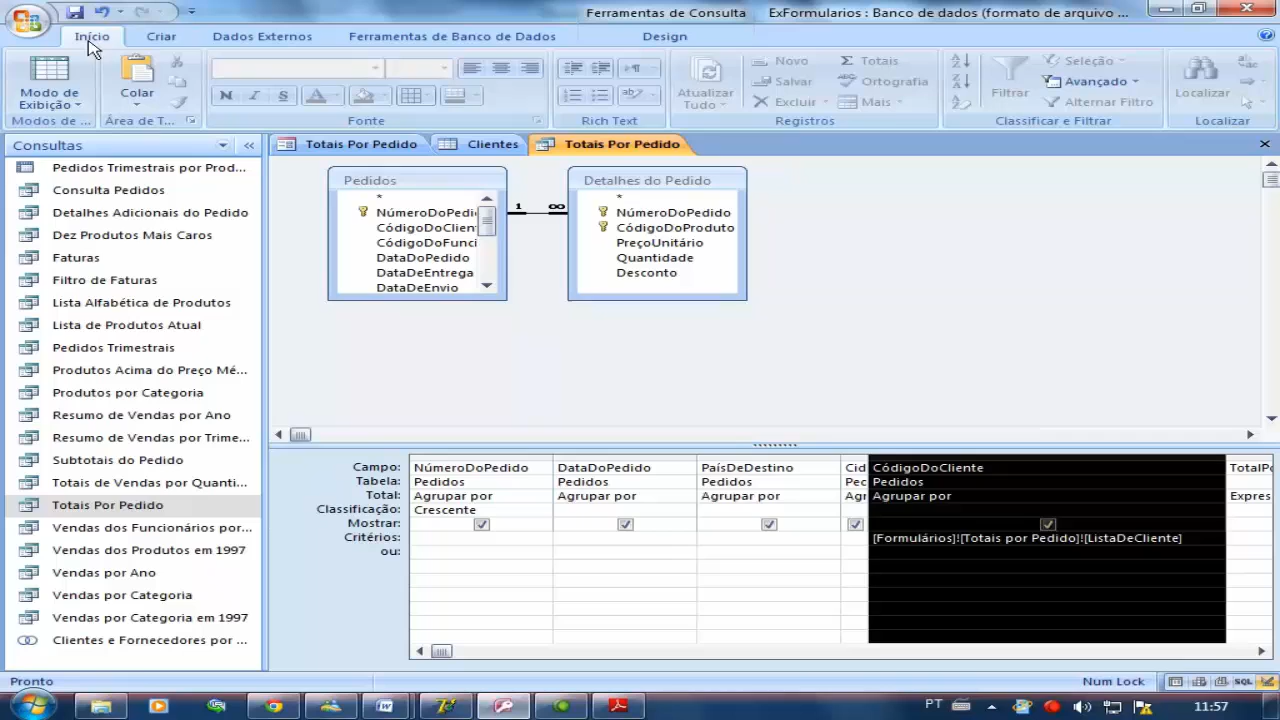 Ferramentas de Consulta
ExFormularios : Banco de dados (formato de arquivo ...
Início
Criar
Dados Externos
Ferramentas de Banco de Dados
Design
Modo de Exibição
Modos de ...
Colar
Área de T...
N I S
A
Fonte
Rich Text
Atualizar Tudo
Novo
Salvar
Excluir
Σ Totais
Ortografia
Mais
Registros
Filtrar
Seleção
Avançado
Alternar Filtro
Classificar e Filtrar
Localizar
Localizar
Consultas
Totais Por Pedido
Clientes
Totais Por Pedido
Pedidos Trimestrais por Prod...
Consulta Pedidos
Detalhes Adicionais do Pedido
Dez Produtos Mais Caros
Faturas
Filtro de Faturas
Lista Alfabética de Produtos
Lista de Produtos Atual
Pedidos Trimestrais
Produtos Acima do Preço Mé...
Produtos por Categoria
Resumo de Vendas por Ano
Resumo de Vendas por Trime...
Subtotais do Pedido
Totais de Vendas por Quanti...
Totais Por Pedido
Vendas dos Funcionários por...
Vendas dos Produtos em 1997
Vendas por Ano
Vendas por Categoria
Vendas por Categoria em 1997
Clientes e Fornecedores por ...
Pedidos
*
NúmeroDoPedi
CódigoDoClien
CódigoDoFunci
DataDoPedido
DataDeEntrega
DataDeEnvio
1 ∞
Detalhes do Pedido
*
NúmeroDoPedido
CódigoDoProduto
PreçoUnitário
Quantidade
Desconto
Campo: NúmeroDoPedido DataDoPedido PaísDeDestino Cid CódigoDoCliente TotalPo
Tabela: Pedidos Pedidos Pedidos Pec Pedidos
Total: Agrupar por Agrupar por Agrupar por Agr Agrupar por Expres
Classificação: Crescente
Mostrar:
Critérios: [Formulários]![Totais por Pedido]![ListaDeCliente]
ou:
Pronto
Num Lock
SQL
PT
11:57